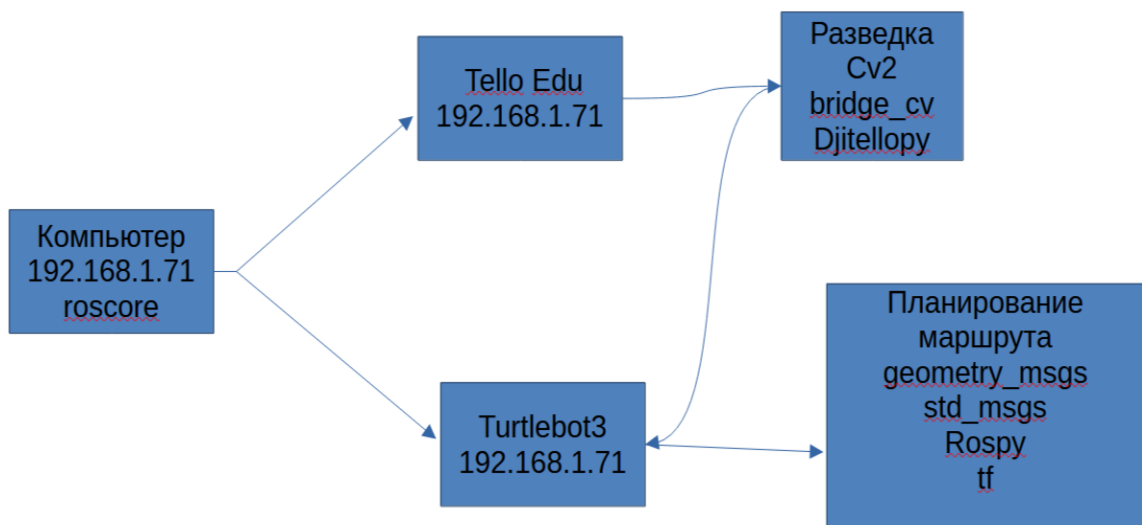 Компьютер
192.168.1.71
roscore
Tello Edu
192.168.1.71
Разведка
Cv2
bridge_cv
Djitellopy
Turtlebot3
192.168.1.71
Планирование
маршрута
geometry_msgs
std_msgs
Rospy
tf